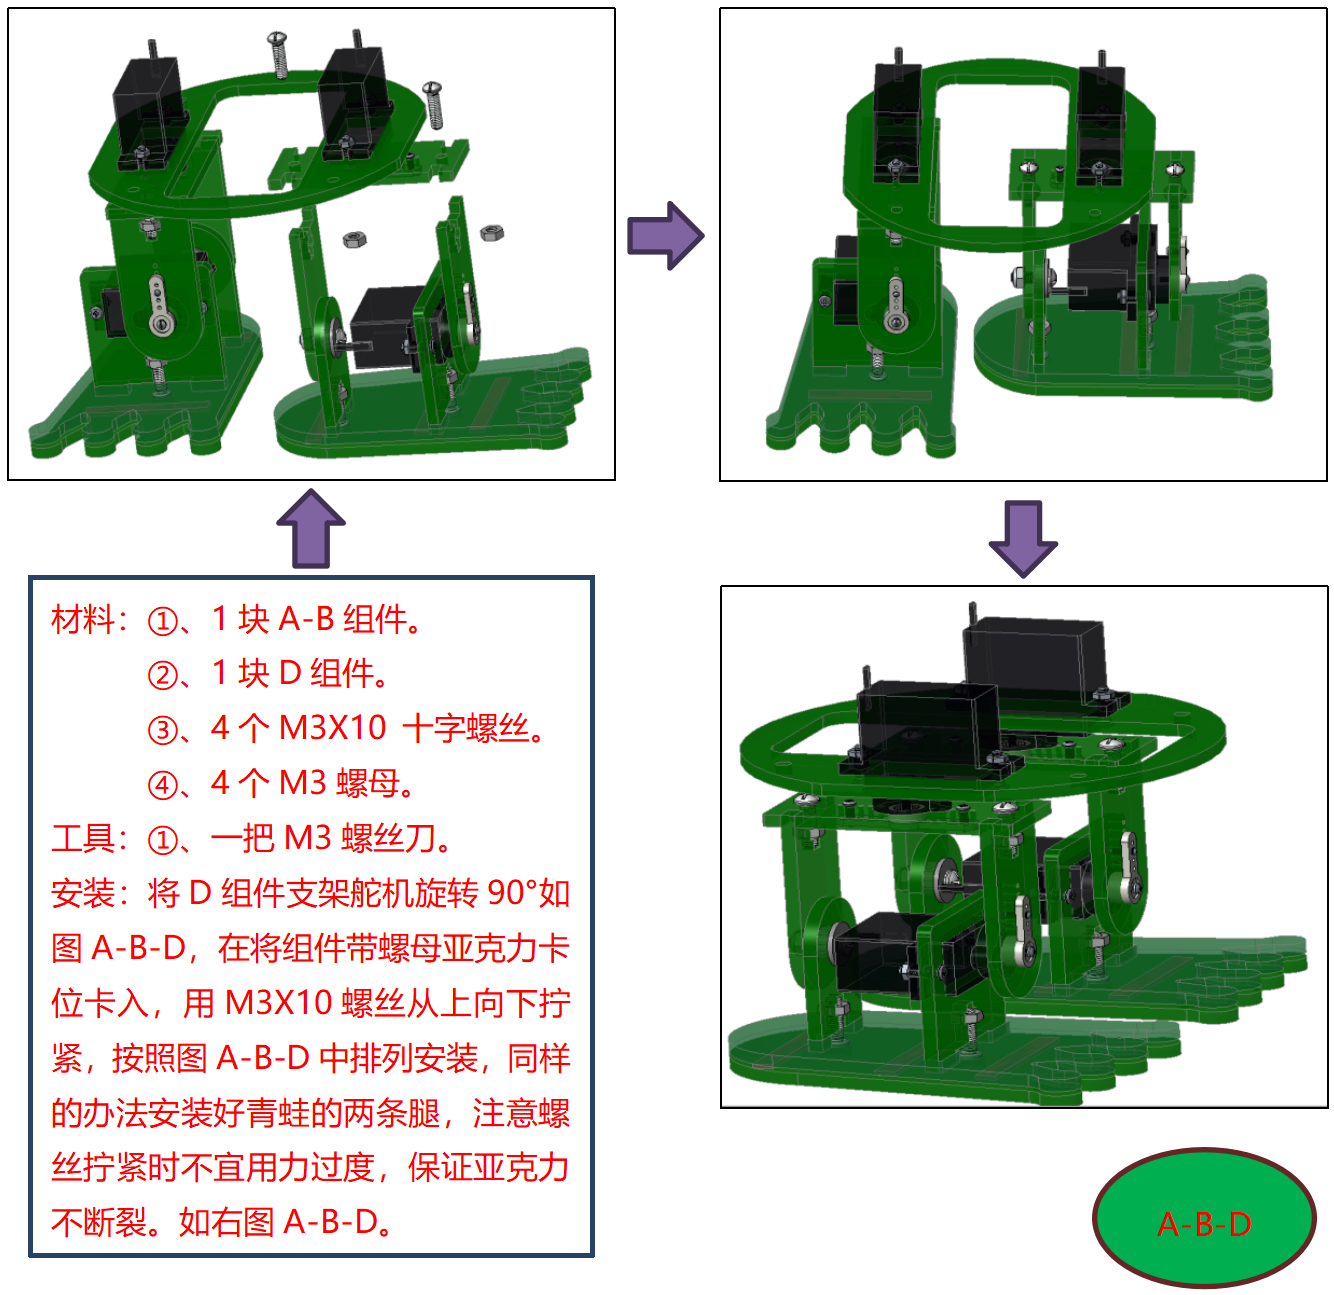 材料：①、1 块 A-B 组件。
②、1 块 D 组件。
③、4 个 M3X10 十字螺丝。
④、4 个 M3 螺母。
工具：①、一把 M3 螺丝刀。
安装：将 D 组件支架舵机旋转 90°如
图 A-B-D，在将组件带螺母亚克力卡
位卡入，用 M3X10 螺丝从上向下拧
紧，按照图 A-B-D 中排列安装，同样
的办法安装好青蛙的两条腿，注意螺
丝拧紧时不宜用力过度，保证亚克力
不断裂。如右图 A-B-D。
A-B-D